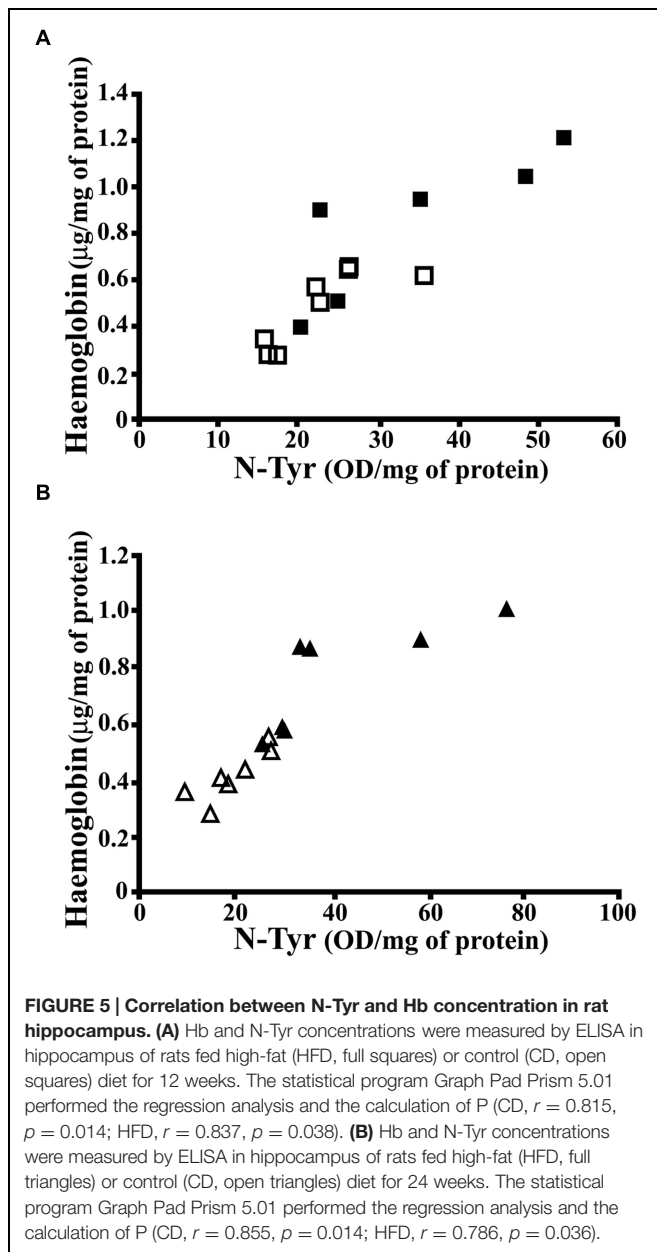 A
Haemoglobin (µg/mg of protein)
1.4
1.2
1.0
0.8
0.6
0.4
0.2
0
0 10 20 30 40 50 60
N-Tyr (OD/mg of protein)
B
Haemoglobin (µg/mg of protein)
1.2
1.0
0.8
0.6
0.4
0.2
0
0 20 40 60 80 100
N-Tyr (OD/mg of protein)
FIGURE 5 | Correlation between N-Tyr and Hb concentration in rat
hippocampus. (A) Hb and N-Tyr concentrations were measured by ELISA in
hippocampus of rats fed high-fat (HFD, full squares) or control (CD, open
squares) diet for 12 weeks. The statistical program Graph Pad Prism 5.01
performed the regression analysis and the calculation of P (CD, r = 0.815,
p = 0.014; HFD, r = 0.837, p = 0.038). (B) Hb and N-Tyr concentrations
were measured by ELISA in hippocampus of rats fed high-fat (HFD, full
triangles) or control (CD, open triangles) diet for 24 weeks. The statistical
program Graph Pad Prism 5.01 performed the regression analysis and the
calculation of P (CD, r = 0.855, p = 0.014; HFD, r = 0.786, p = 0.036).